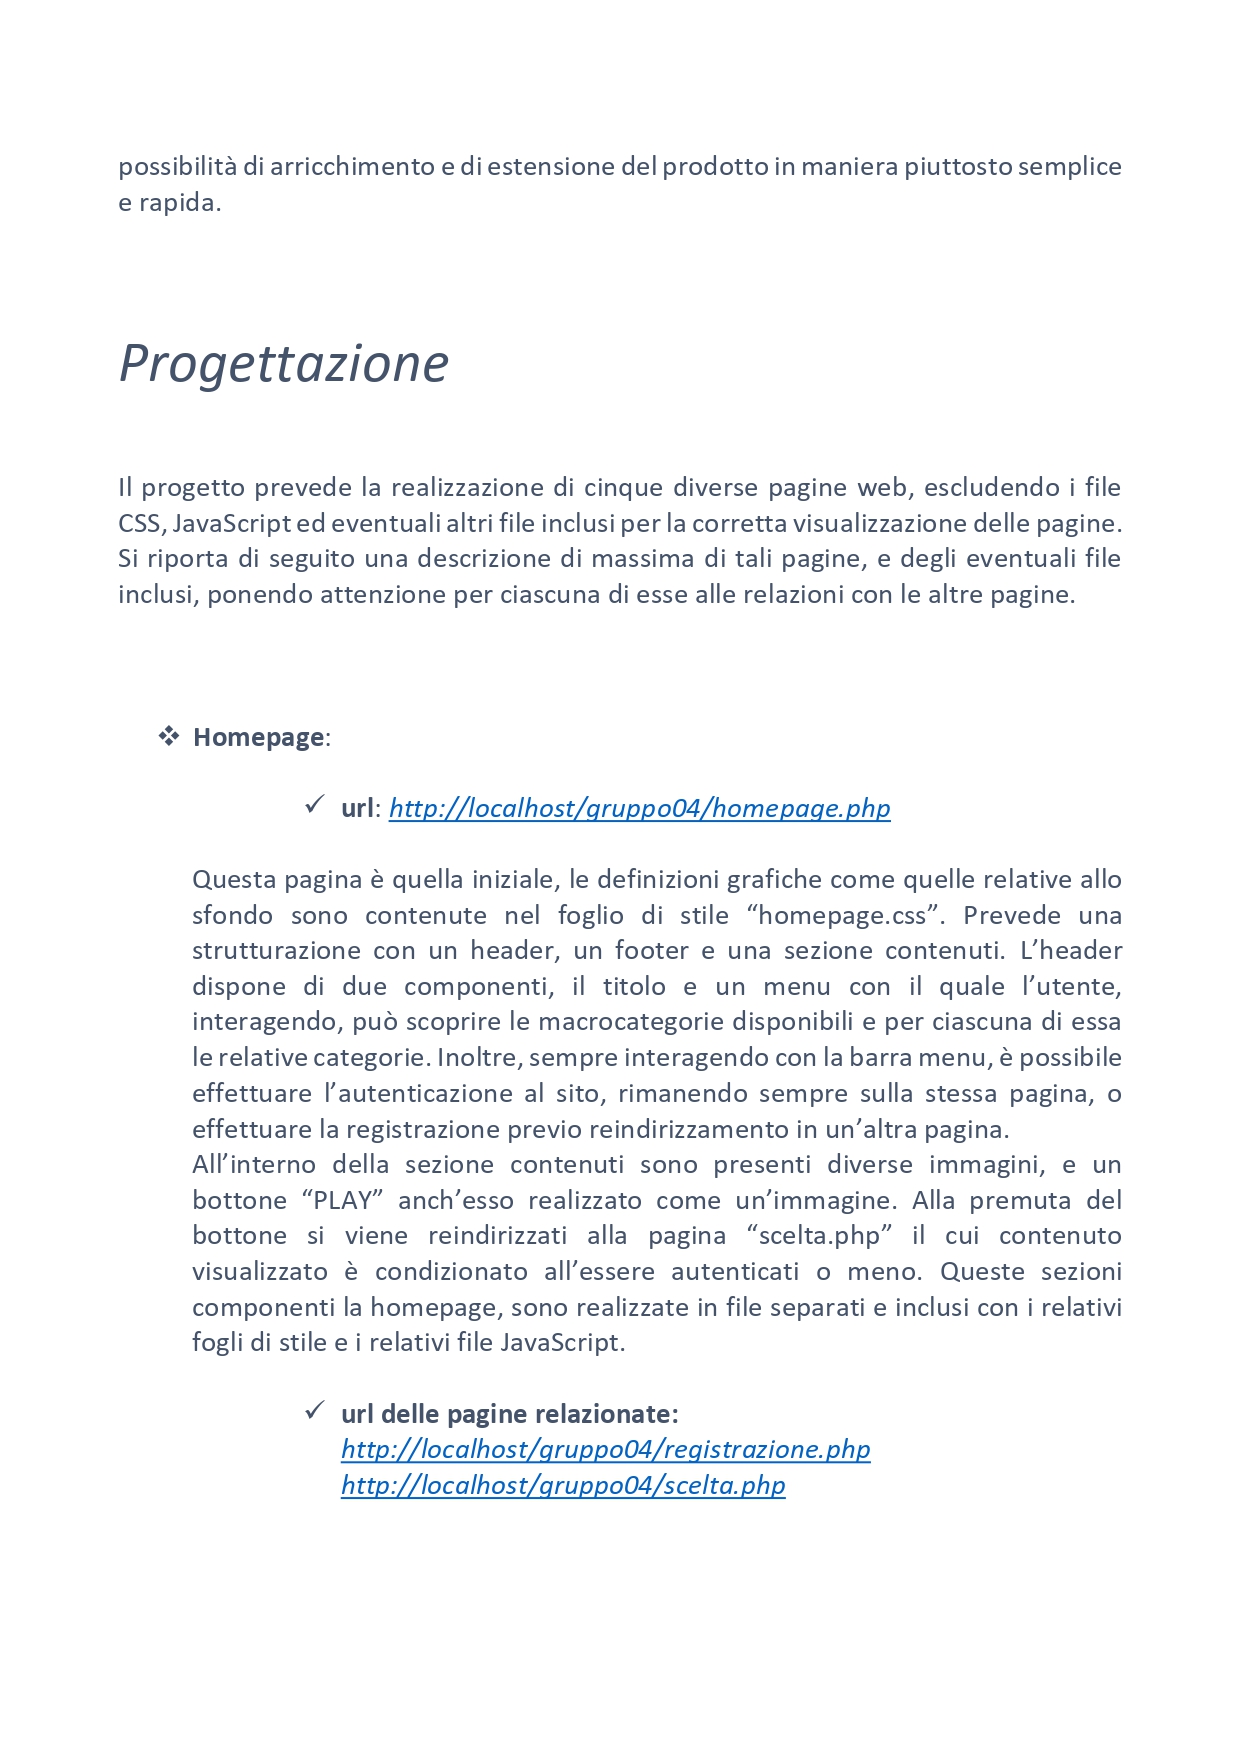 possibilità di arricchimento e di estensione del prodotto in maniera piuttosto semplice
e rapida.
Progettazione
Il progetto prevede la realizzazione di cinque diverse pagine web, escludendo i file
CSS, JavaScript ed eventuali altri file inclusi per la corretta visualizzazione delle pagine.
Si riporta di seguito una descrizione di massima di tali pagine, e degli eventuali file
inclusi, ponendo attenzione per ciascuna di esse alle relazioni con le altre pagine.
❖ Homepage:
✓ url: http://localhost/gruppo04/homepage.php
Questa pagina è quella iniziale, le definizioni grafiche come quelle relative allo
sfondo sono contenute nel foglio di stile “homepage.css”. Prevede una
strutturazione con un header, un footer e una sezione contenuti. L’header
dispone di due componenti, il titolo e un menu con il quale l’utente,
interagendo, può scoprire le macrocategorie disponibili e per ciascuna di essa
le relative categorie. Inoltre, sempre interagendo con la barra menu, è possibile
effettuare l’autenticazione al sito, rimanendo sempre sulla stessa pagina, o
effettuare la registrazione previo reindirizzamento in un’altra pagina.
All’interno della sezione contenuti sono presenti diverse immagini, e un
bottone “PLAY” anch’esso realizzato come un’immagine. Alla premuta del
bottone si viene reindirizzati alla pagina “scelta.php” il cui contenuto
visualizzato è condizionato all’essere autenticati o meno. Queste sezioni
componenti la homepage, sono realizzate in file separati e inclusi con i relativi
fogli di stile e i relativi file JavaScript.
✓ url delle pagine relazionate:
http://localhost/gruppo04/registrazione.php
http://localhost/gruppo04/scelta.php